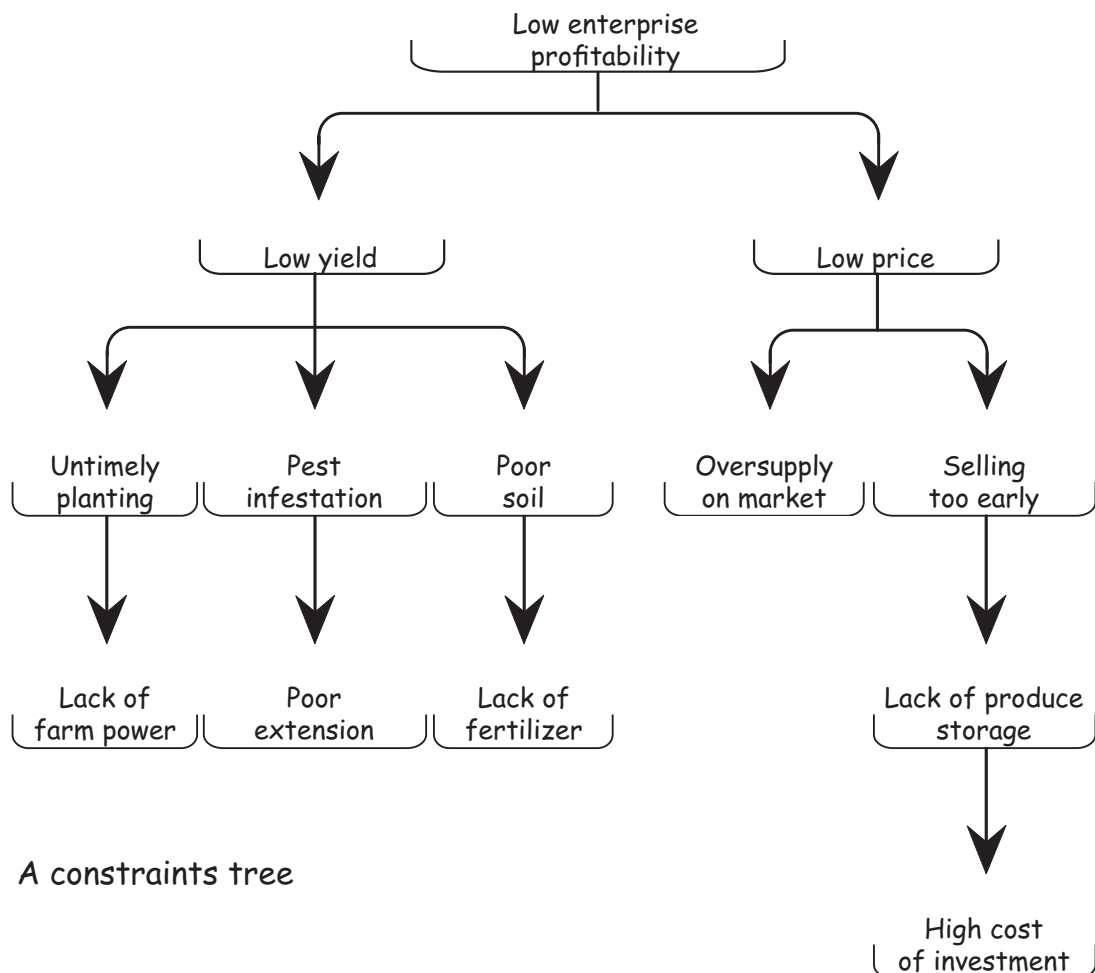 Low enterprise
profitability
Low yield
Low price
Untimely
planting
Pest
infestation
Poor
soil
Oversupply
on market
Selling
too early
Lack of
farm power
Poor
extension
Lack of
fertilizer
Lack of produce
storage
A constraints tree
High cost
of investment